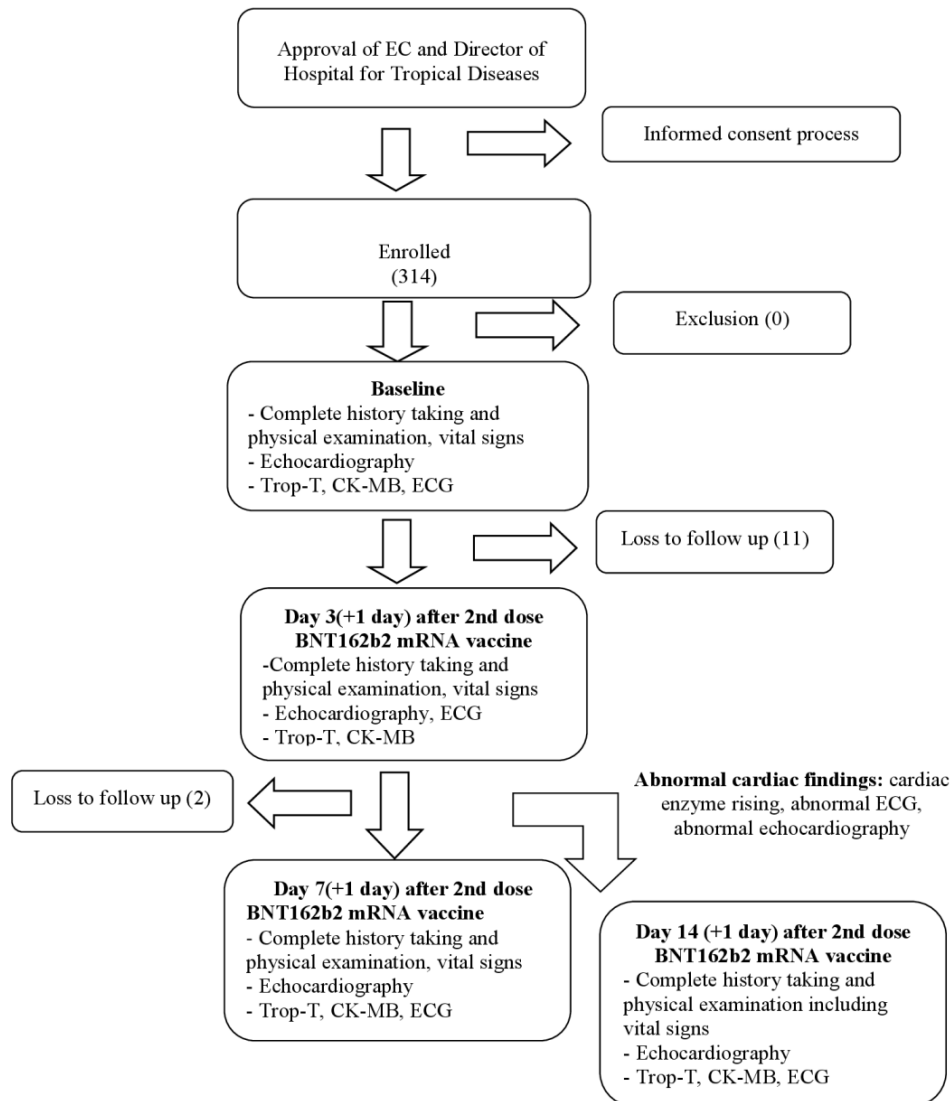 Approval of EC and Director of
Hospital for Tropical Diseases
Informed consent process
Enrolled
(314)
Exclusion (0)
Baseline
- Complete history taking and
physical examination, vital signs
- Echocardiography
- Trop-T, CK-MB, ECG
Loss to follow up (11)
Day 3(+1 day) after 2nd dose
BNT162b2 mRNA vaccine
-Complete history taking and
physical examination, vital signs
- Echocardiography, ECG
- Trop-T, CK-MB
Loss to follow up (2)
Abnormal cardiac findings: cardiac
enzyme rising, abnormal ECG,
abnormal echocardiography
Day 7(+1 day) after 2nd dose
BNT162b2 mRNA vaccine
- Complete history taking and
physical examination, vital signs
- Echocardiography
- Trop-T, CK-MB, ECG
Day 14 (+1 day) after 2nd dose
BNT162b2 mRNA vaccine
- Complete history taking and
physical examination including
vital signs
- Echocardiography
- Trop-T, CK-MB, ECG